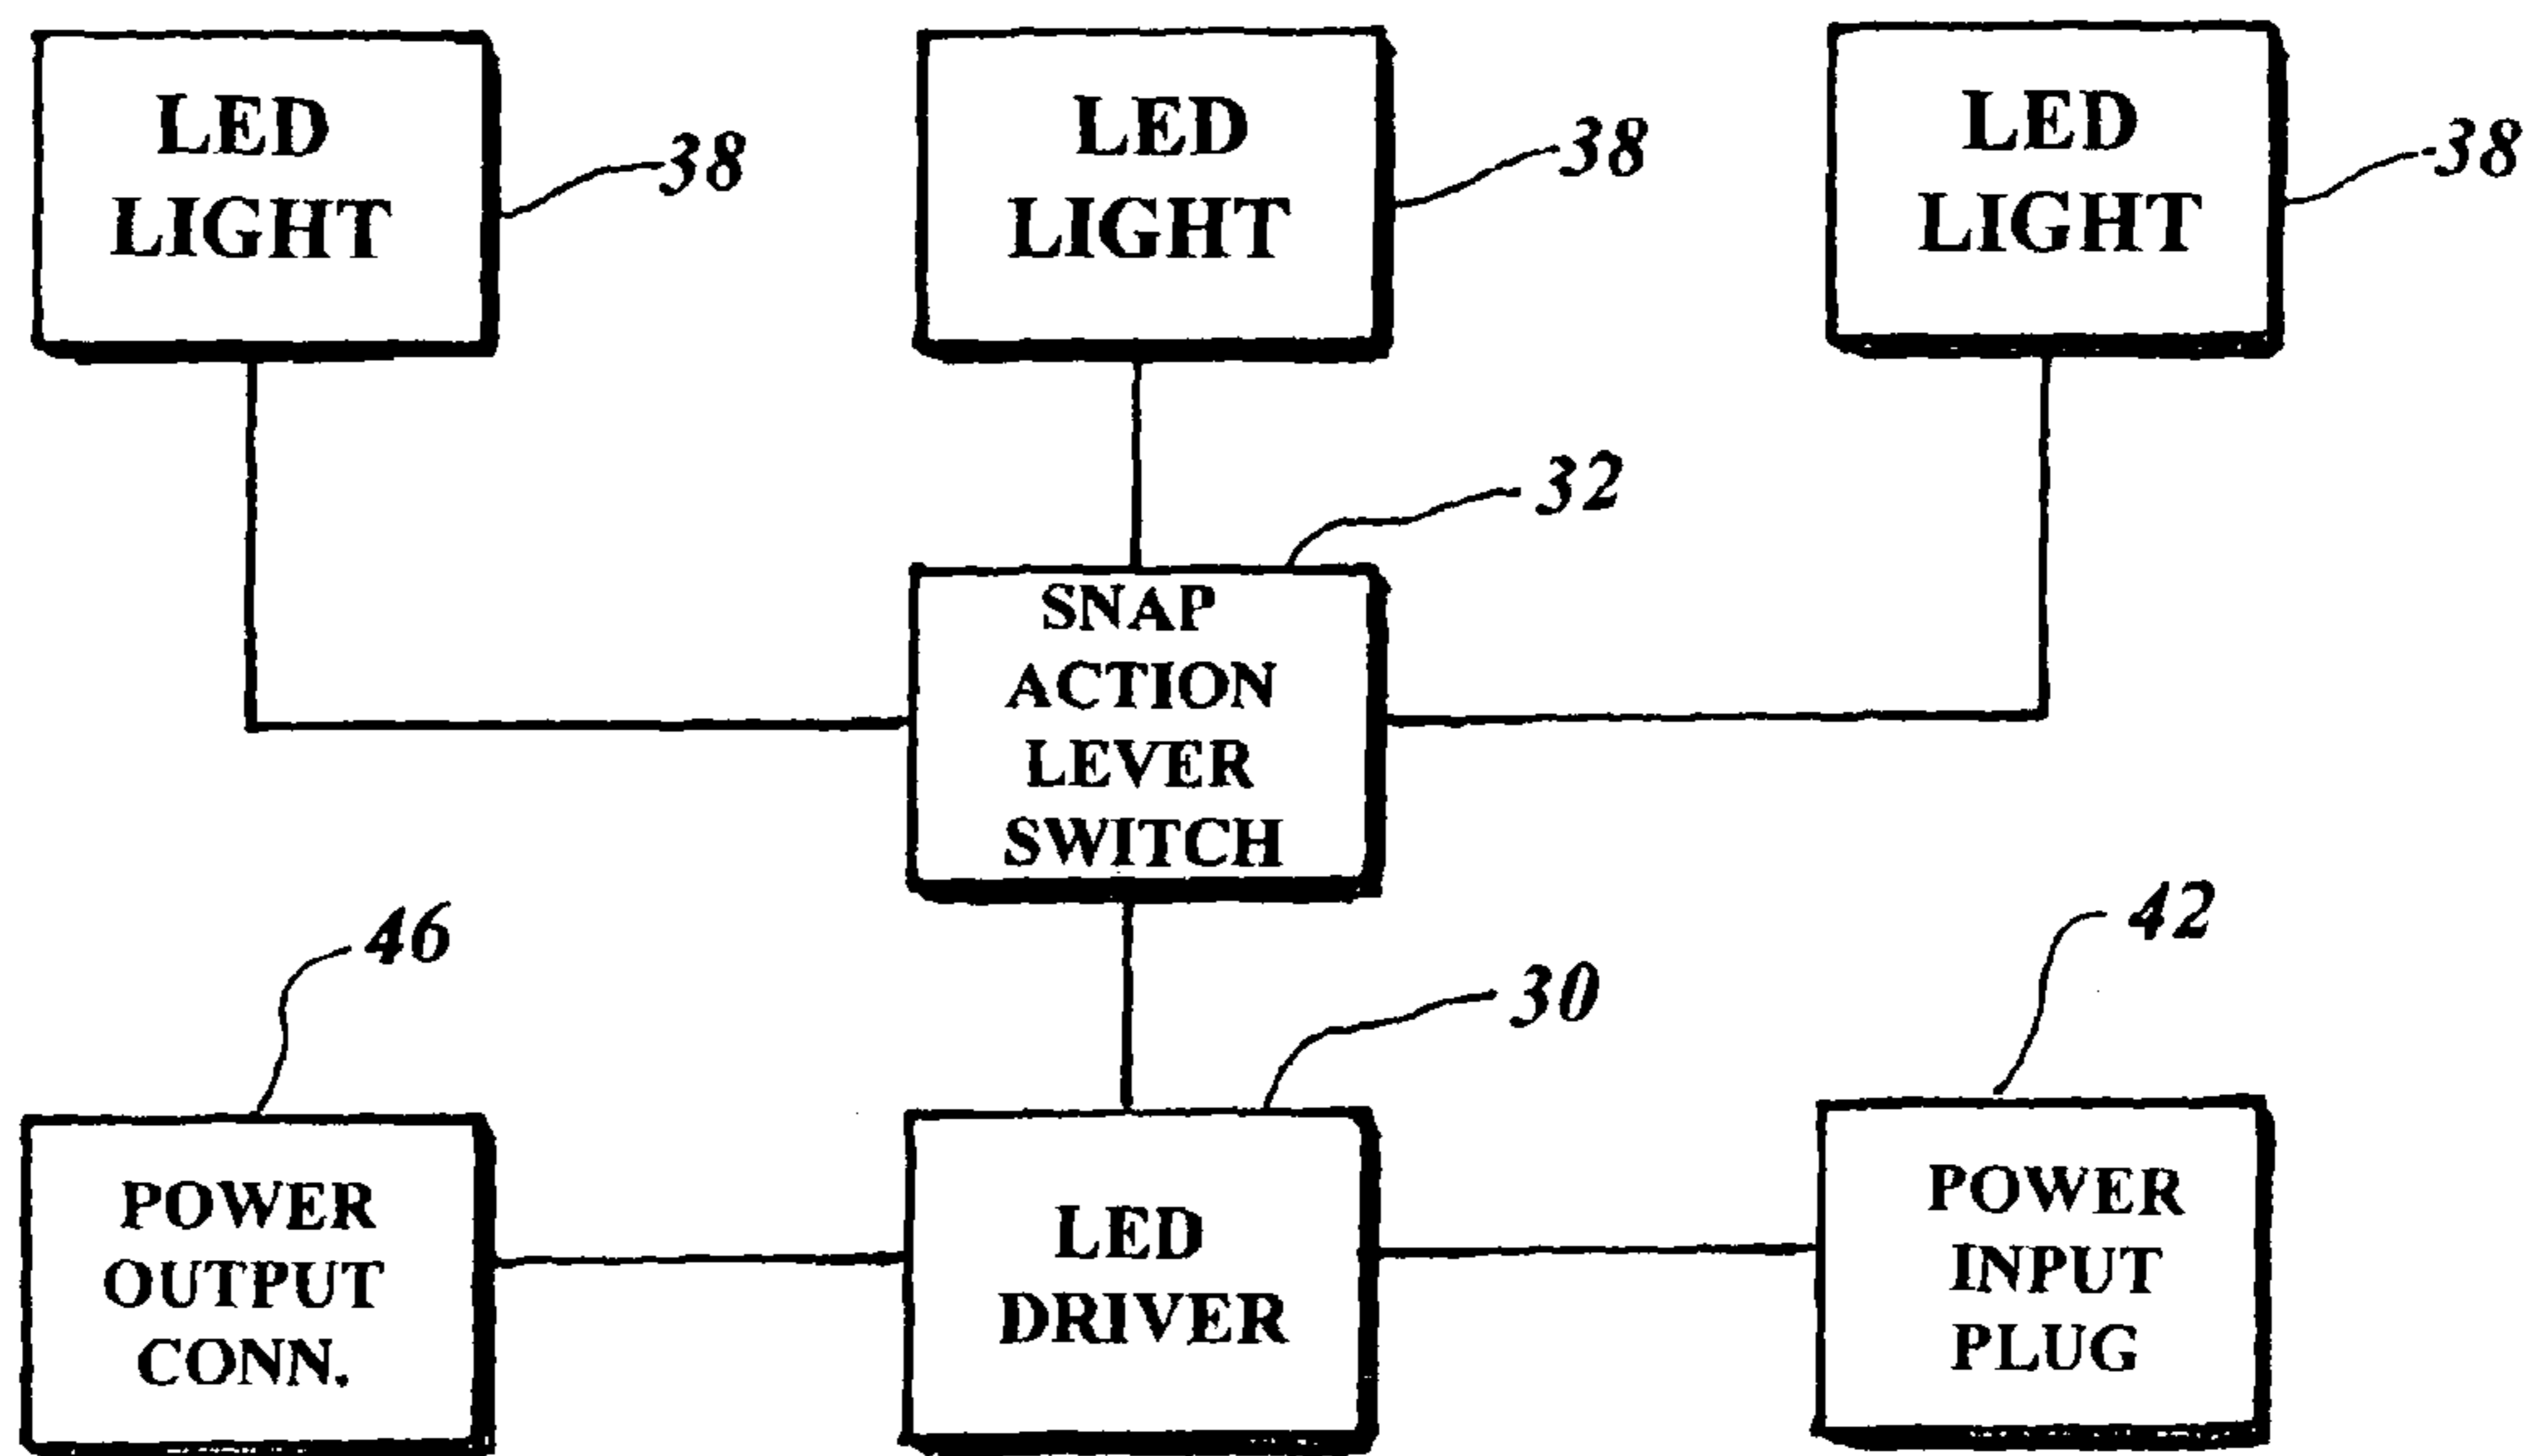 LED
LIGHT
38
LED
LIGHT
38
LED
LIGHT
38
SNAP
ACTION
LEVER
SWITCH
32
POWER
OUTPUT
CONN.
46
LED
DRIVER
30
POWER
INPUT
PLUG
42